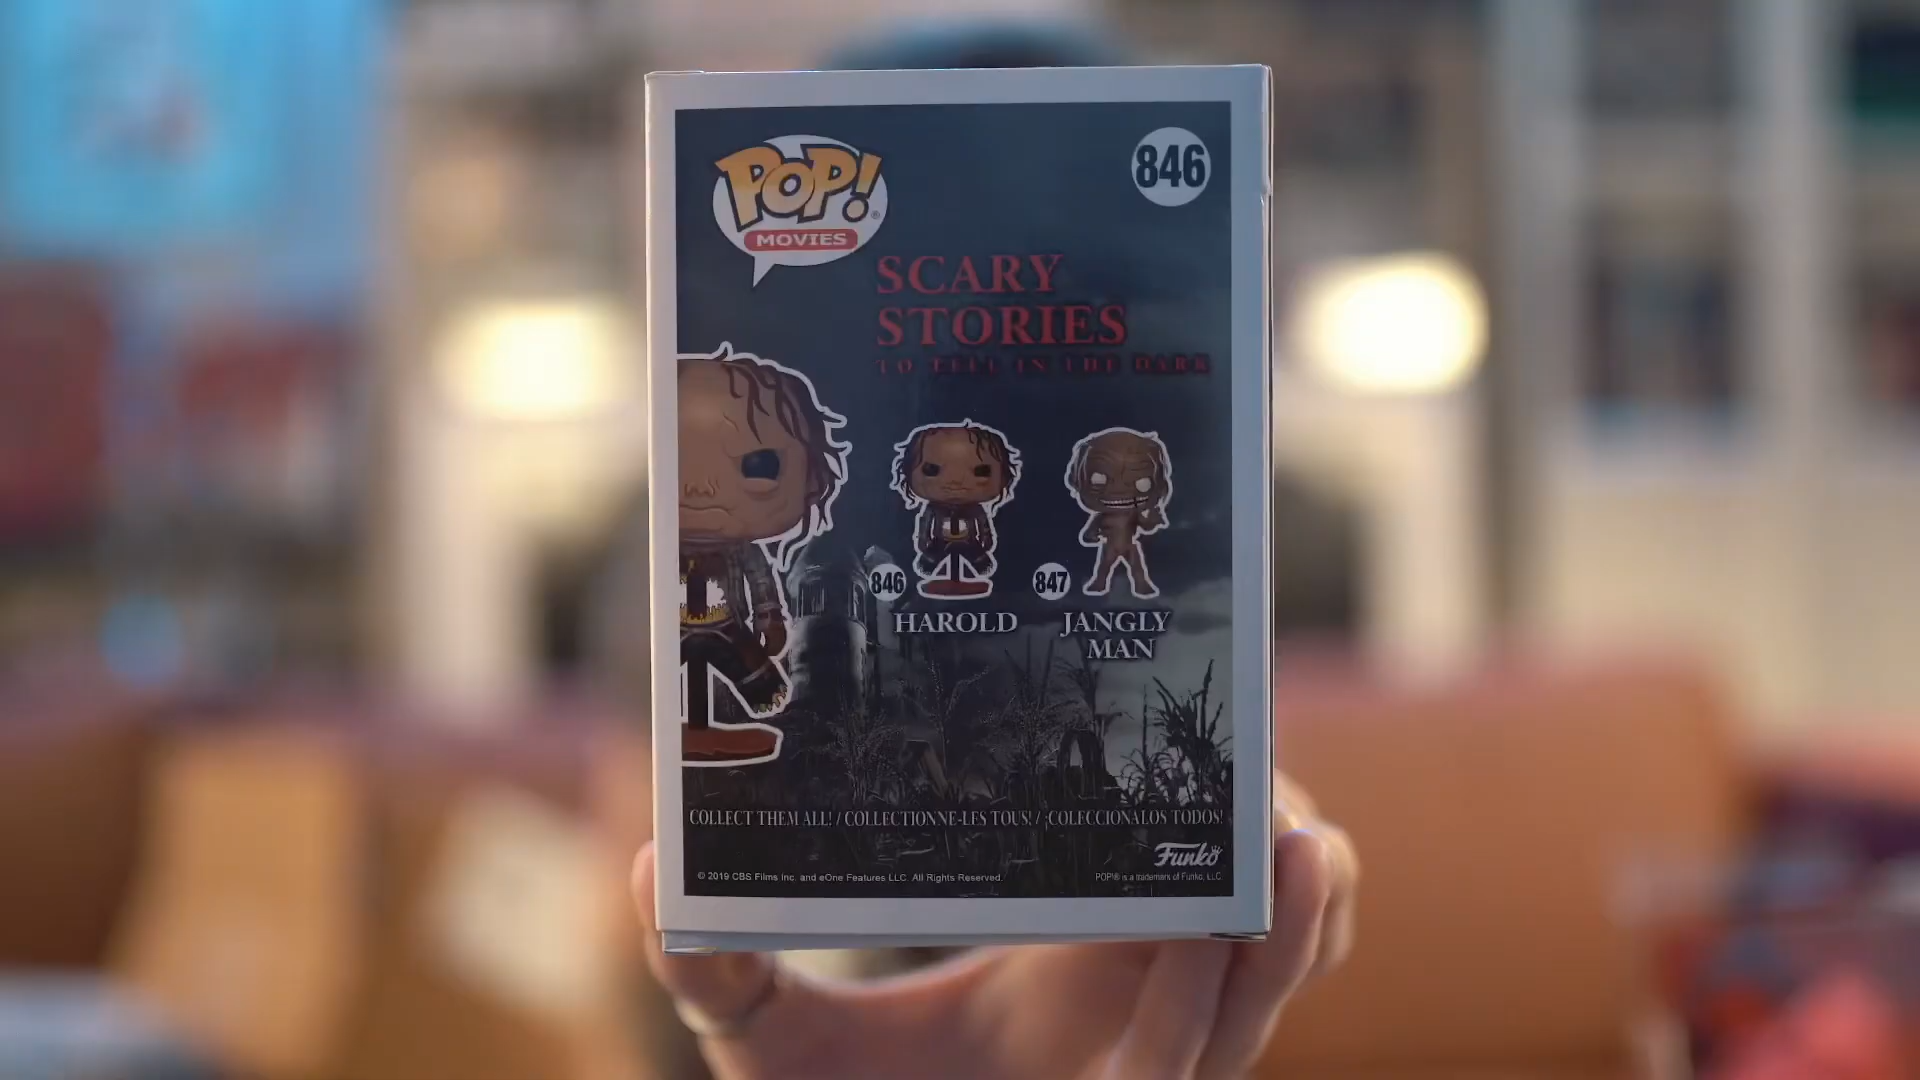 POP!®
MOVIES
846
SCARY
STORIES
TO TELL IN THE DARK
846
HAROLD
847
JANGLY
MAN
COLLECT THEM ALL! / COLLECTIONNE-LES TOUS! / ¡COLECCIONALOS TODOS!
Funko
© 2019 CBS Films Inc. and eOne Features LLC. All Rights Reserved.
POP!® is a trademark of Funko, LLC